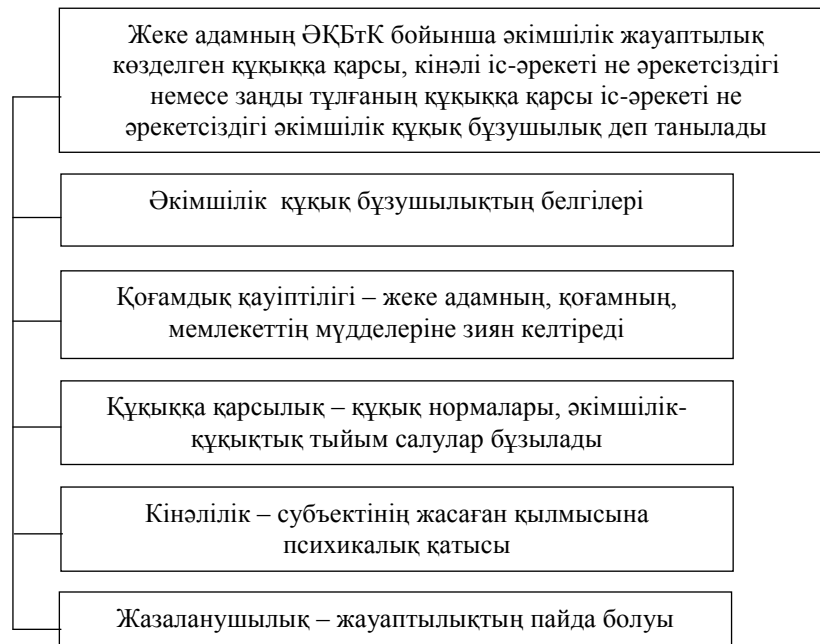 Жеке адамның ӘҚБтК бойынша әкімшілік жауаптылық
көзделген құқыққа қарсы, кінәлі іс-әрекеті не әрекетсіздігі
немесе заңды тұлғаның құқыққа қарсы іс-әрекеті не
әрекетсіздігі әкімшілік құқық бұзушылық деп танылады
Әкімшілік құқық бұзушылықтың белгілері
Қоғамдық қауіптілігі – жеке адамның, қоғамның,
мемлекеттің мүдделеріне зиян келтіреді
Құқыққа қарсылық – құқық нормалары, әкімшілік-
құқықтық тыйым салулар бұзылады
Кінәлілік – субъектінің жасаған қылмысына
психикалық қатысы
Жазаланушылық – жауаптылықтың пайда болуы